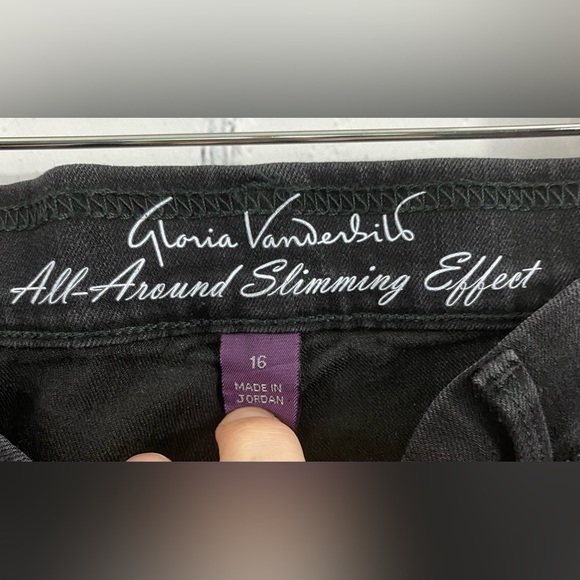 Gloria Vanderbilt
All-Around Slimming Effect
16
MADE IN
JORDAN